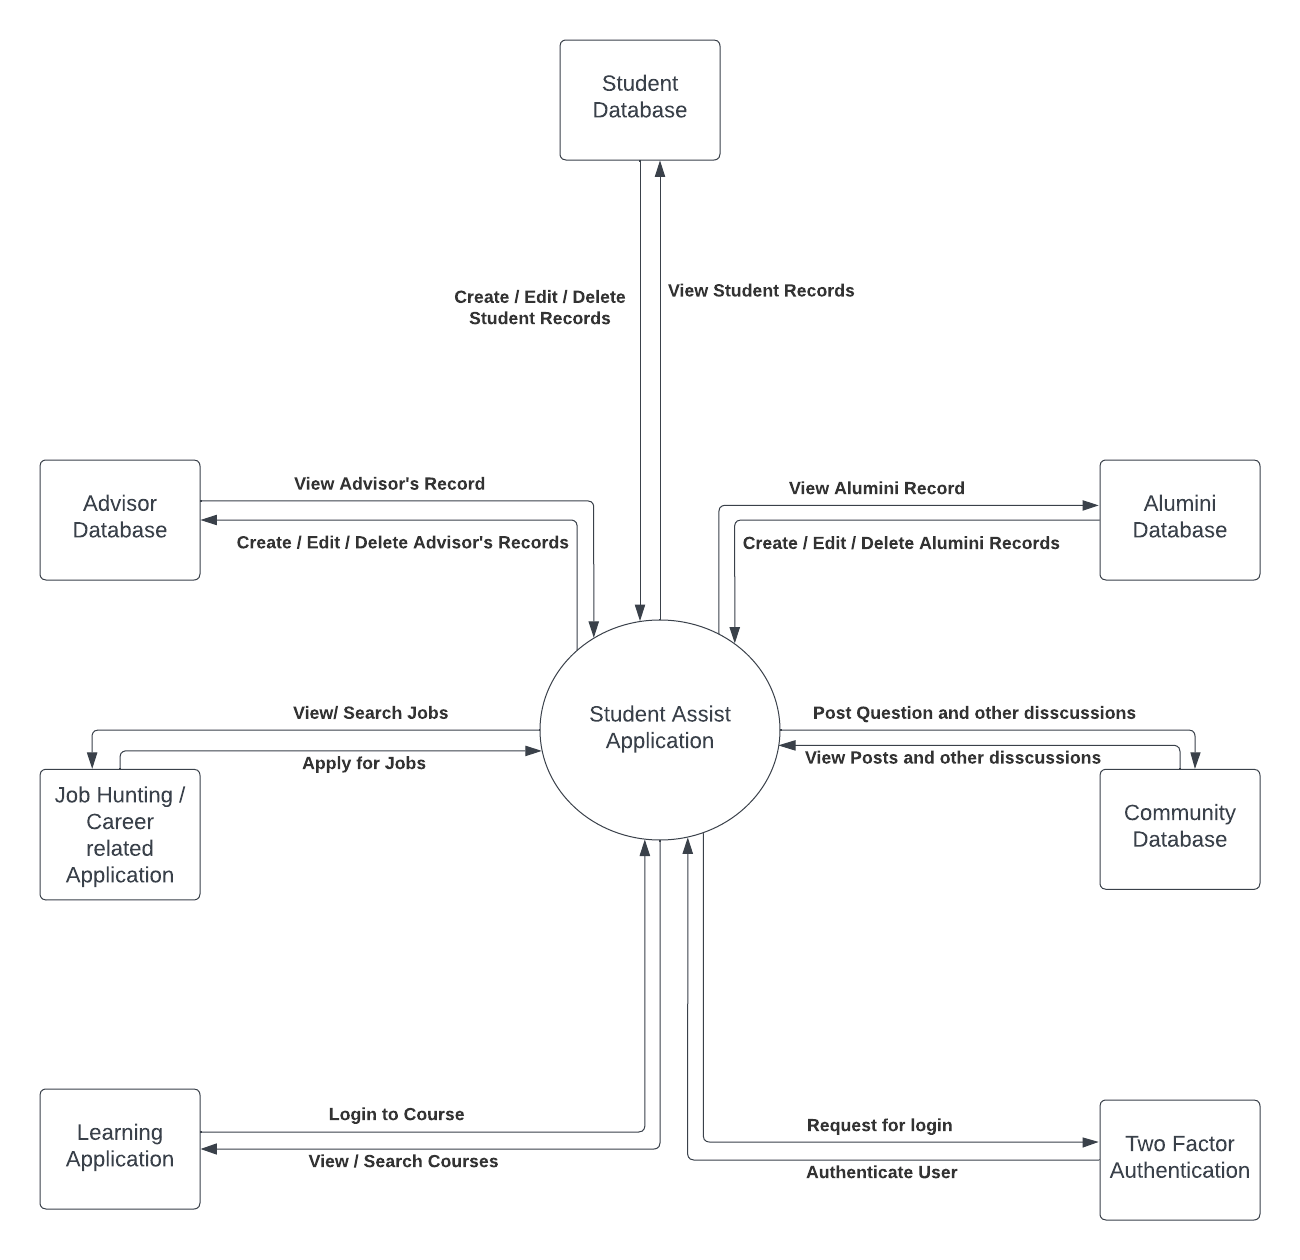 Student
Database
Create / Edit / Delete
Student Records
View Student Records
Advisor
Database
View Advisor's Record
Create / Edit / Delete Advisor's Records
View Alumini Record
Create / Edit / Delete Alumini Records
Alumini
Database
Student Assist
Application
View/ Search Jobs
Apply for Jobs
Job Hunting /
Career
related
Application
Post Question and other disscussions
View Posts and other disscussions
Community
Database
Learning
Application
Login to Course
View / Search Courses
Request for login
Authenticate User
Two Factor
Authentication